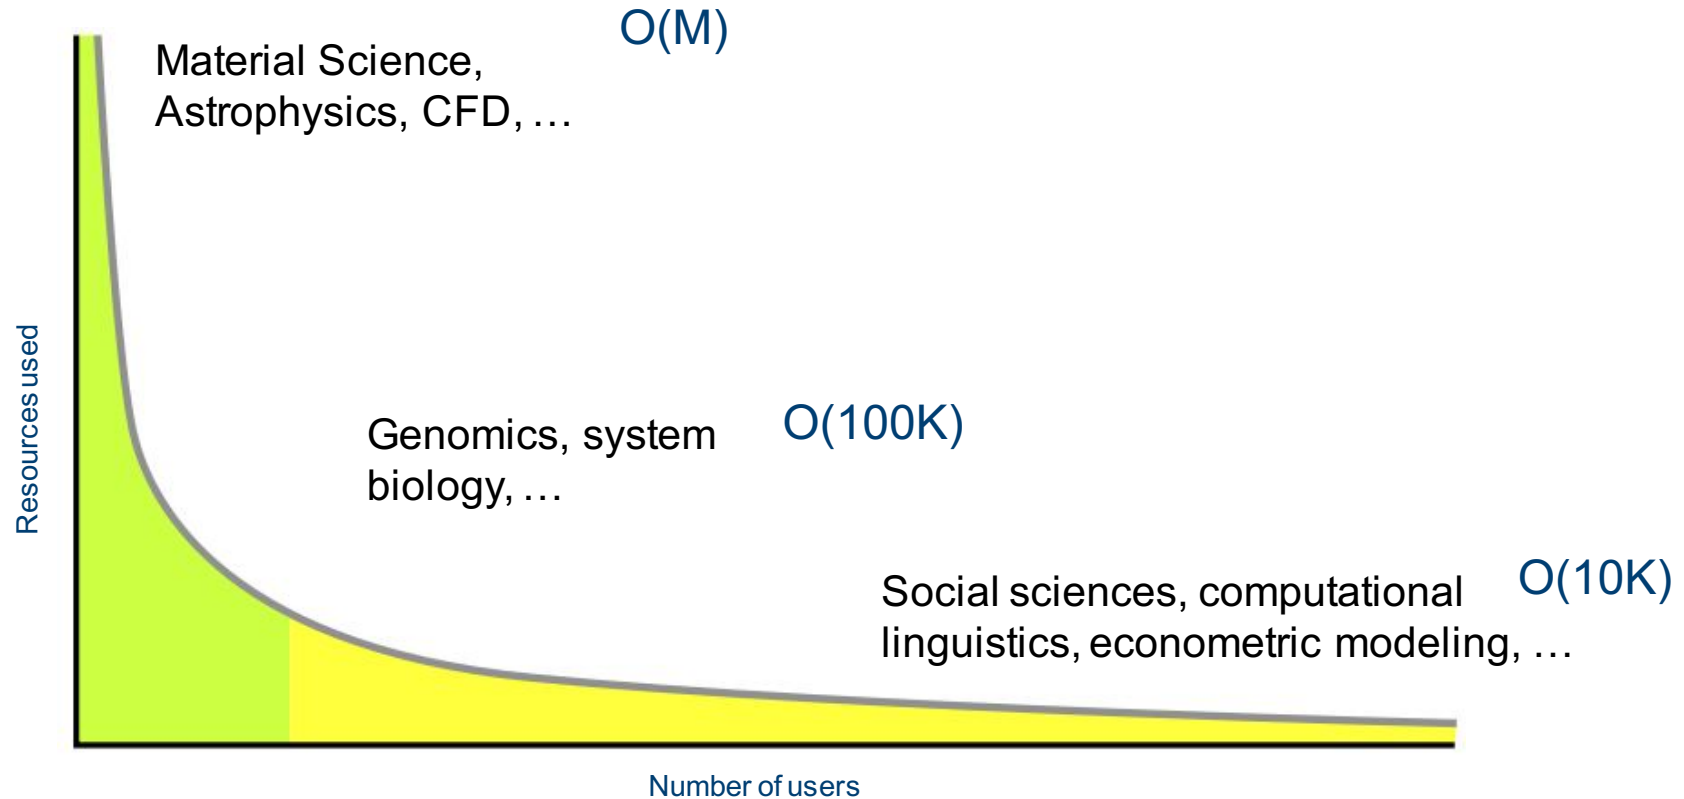 O(M)
Material Science,
Astrophysics, CFD, …
Resources used
Genomics, system
biology, …
O(100K)
Social sciences, computational
linguistics, econometric modeling, …
O(10K)
Number of users